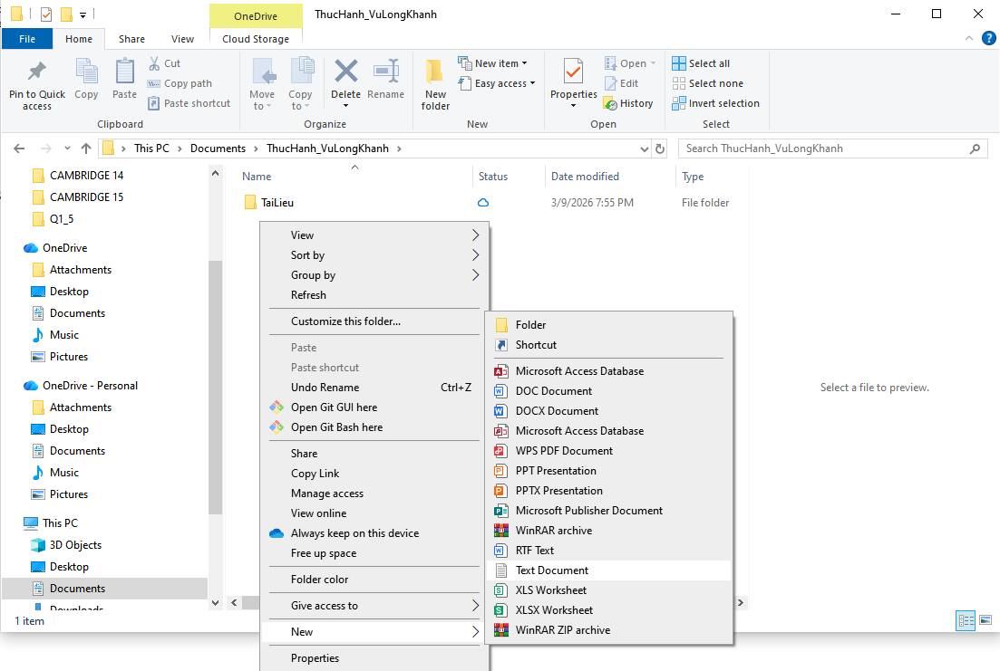 OneDrive
ThucHanh_VuLongKhanh
File
Home
Share
View
Cloud Storage
Pin to Quick access
Copy
Paste
Cut
Copy path
Paste shortcut
Clipboard
Move to
Copy to
Delete
Rename
Organize
New folder
New item
Easy access
New
Properties
Open
Edit
History
Open
Select all
Select none
Invert selection
Select
This PC > Documents > ThucHanh_VuLongKhanh >
Search ThucHanh_VuLongKhanh
CAMBRIDGE 14
CAMBRIDGE 15
Q1_5
OneDrive
Attachments
Desktop
Documents
Music
Pictures
OneDrive - Personal
Attachments
Desktop
Documents
Music
Pictures
This PC
3D Objects
Desktop
Documents
Downloads
1 item
Name
Status
Date modified
Type
TaiLieu
3/9/2026 7:55 PM
File folder
View
Sort by
Group by
Refresh
Customize this folder...
Paste
Paste shortcut
Undo Rename Ctrl+Z
Open Git GUI here
Open Git Bash here
Share
Copy Link
Manage access
View online
Always keep on this device
Free up space
Folder color
Give access to
New
Properties
Folder
Shortcut
Microsoft Access Database
DOC Document
DOCX Document
Microsoft Access Database
WPS PDF Document
PPT Presentation
PPTX Presentation
Microsoft Publisher Document
WinRAR archive
RTF Text
Text Document
XLS Worksheet
XLSX Worksheet
WinRAR ZIP archive
Select a file to preview.